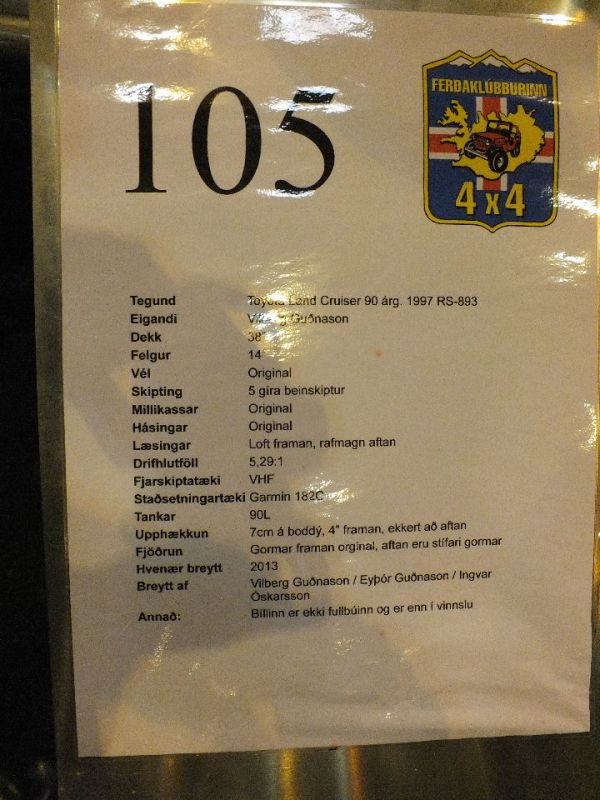 105
FERÐAKLÚBBURINN
4x4
Tegund Toyota Land Cruiser 90 árg. 1997 RS-893
Eigandi Vilberg Guðnason
Dekk 38"
Felgur 14"
Vél Original
Skipting 5 gíra beinskiptur
Millikassar Original
Hásingar Original
Læsingar Loft framan, rafmagn aftan
Drifhlutföll 5,29:1
Fjarskiptatæki VHF
Staðsetningartæki Garmin 182C
Tankar 90L
Upphækkun 7cm á boddý, 4" framan, ekkert að aftan
Fjöðrun Gormar framan orginal, aftan eru stífari gormar
Hvenær breytt 2013
Breytt af Vilberg Guðnason / Eyþór Guðnason / Ingvar
Óskarsson
Annað: Bíllinn er ekki fullbúinn og er enn í vinnslu